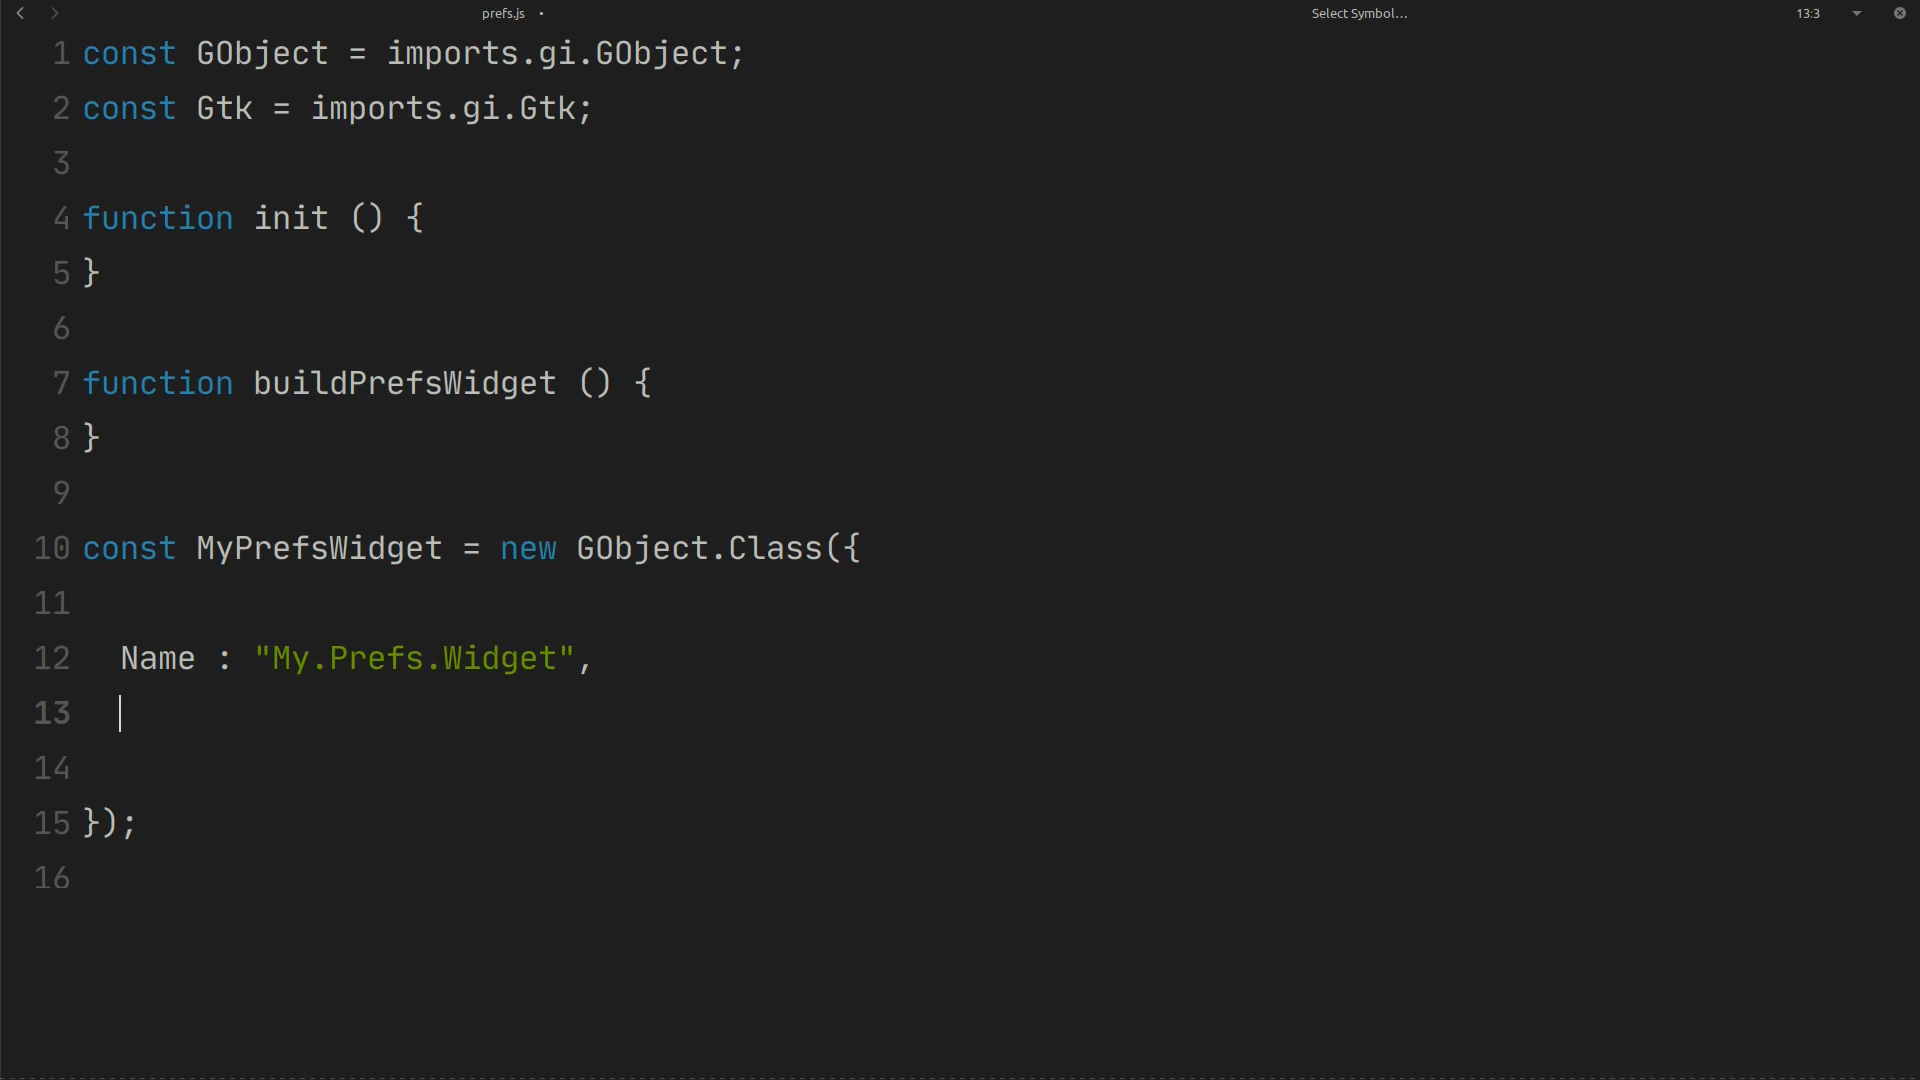 prefs.js •
Select Symbol...
13:3
1 const GObject = imports.gi.GObject;
2 const Gtk = imports.gi.Gtk;
3
4 function init () {
5 }
6
7 function buildPrefsWidget () {
8 }
9
10 const MyPrefsWidget = new GObject.Class({
11
12   Name : "My.Prefs.Widget",
13
14
15 });
16